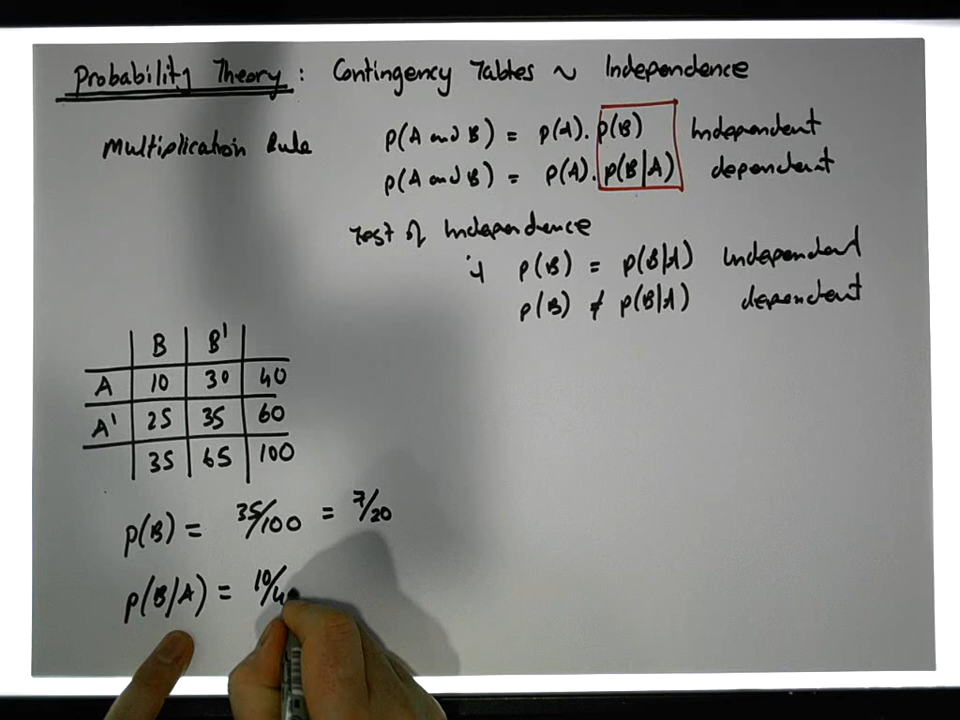 Probability Theory : Contingency Tables ~ Independence
Multiplication Rule
P(A and B) = P(A). P(B) Independent
P(A and B) = P(A). P(B|A) dependent
Test of Independence
if P(B) = P(B|A) Independent
P(B) ≠ P(B|A) dependent
B B'
A 10 30 40
A' 25 35 60
35 65 100
P(B) = 35/100 = 7/20
P(B/A) = 10/4